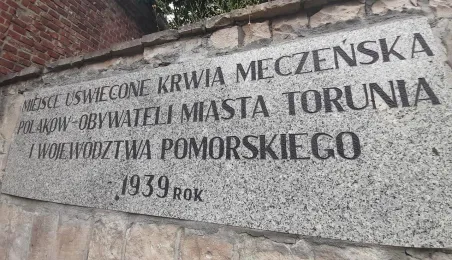 MIEJSCE UŚWIĘCONE KRWIĄ MĘCZEŃSKĄ
POLAKÓW-OBYWATELI MIASTA TORUNIA
I WOJEWÓDZTWA POMORSKIEGO
1939 ROK